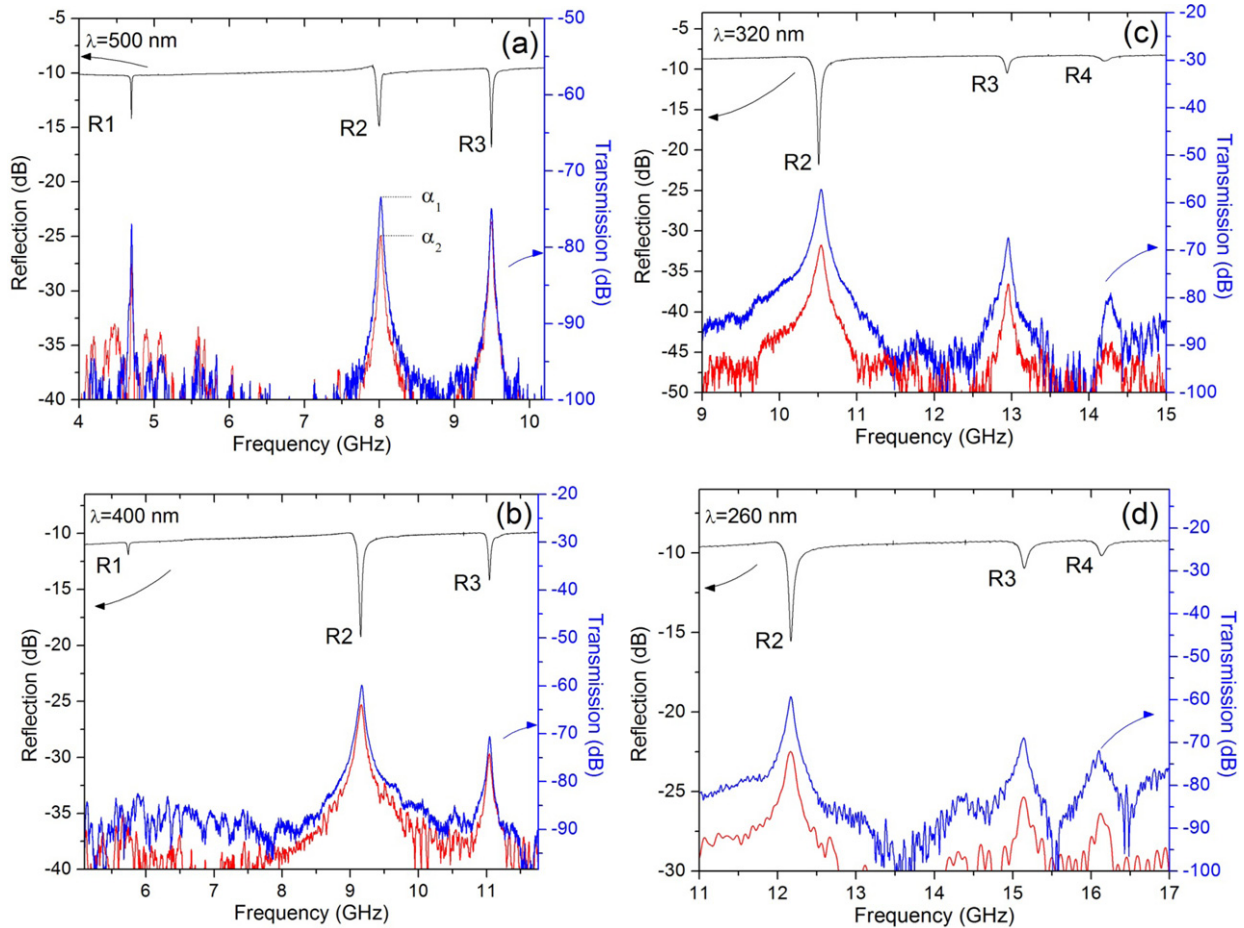 (a)
λ=500 nm
R1
R2
R3
α1
α2
-5
-10
-15
-20
-25
-30
-35
-40
Reflection (dB)
4 5 6 7 8 9 10
Frequency (GHz)
-50
-60
-70
-80
-90
-100
Transmission (dB)
(c)
λ=320 nm
R2
R3
R4
-5
-10
-15
-20
-25
-30
-35
-40
-45
-50
Reflection (dB)
9 10 11 12 13 14 15
Frequency (GHz)
-20
-30
-40
-50
-60
-70
-80
-90
-100
Transmission (dB)
(b)
λ=400 nm
R1
R2
R3
-10
-15
-20
-25
-30
-35
-40
Reflection (dB)
6 7 8 9 10 11
Frequency (GHz)
-20
-30
-40
-50
-60
-70
-80
-90
Transmission (dB)
(d)
λ=260 nm
R2
R3
R4
-10
-15
-20
-25
-30
Reflection (dB)
11 12 13 14 15 16 17
Frequency (GHz)
-20
-30
-40
-50
-60
-70
-80
-90
-100
Transmission (dB)